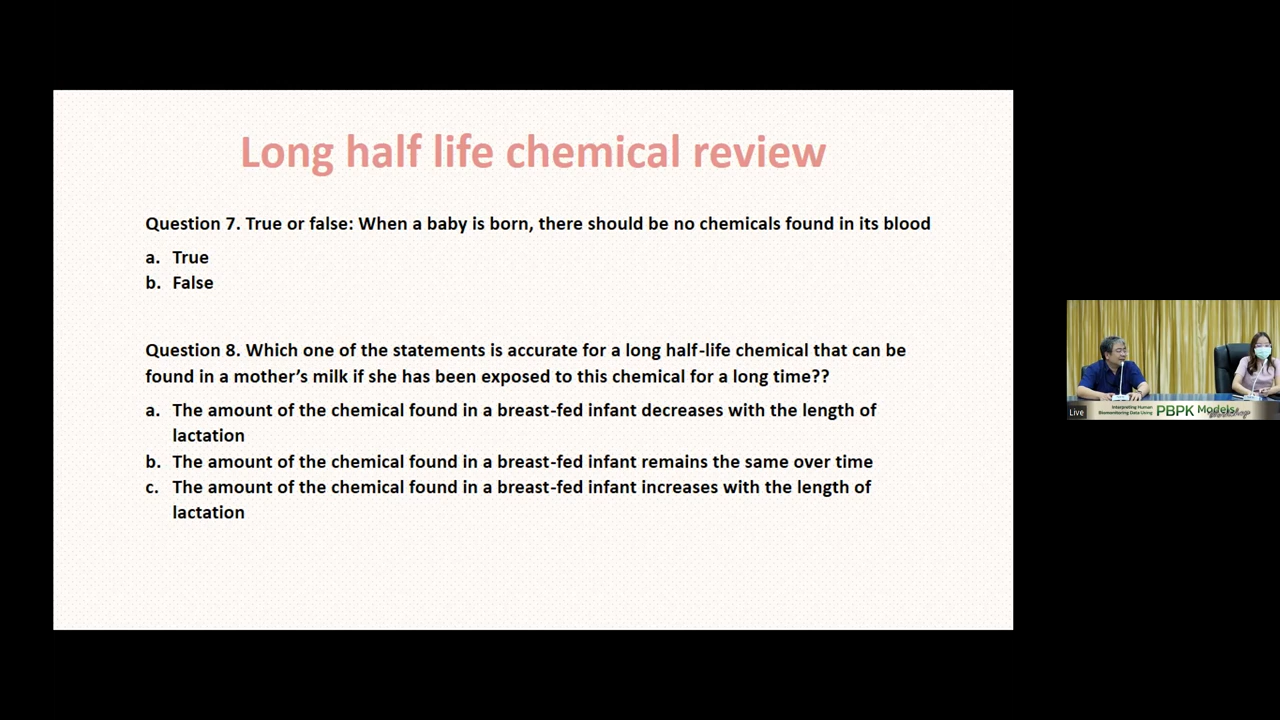 Long half life chemical review
Question 7. True or false: When a baby is born, there should be no chemicals found in its blood
a. True
b. False
Question 8. Which one of the statements is accurate for a long half-life chemical that can be
found in a mother's milk if she has been exposed to this chemical for a long time??
a. The amount of the chemical found in a breast-fed infant decreases with the length of
lactation
b. The amount of the chemical found in a breast-fed infant remains the same over time
c. The amount of the chemical found in a breast-fed infant increases with the length of
lactation
Live
Interpreting Human
Biomonitoring Data Using
PBPK Models